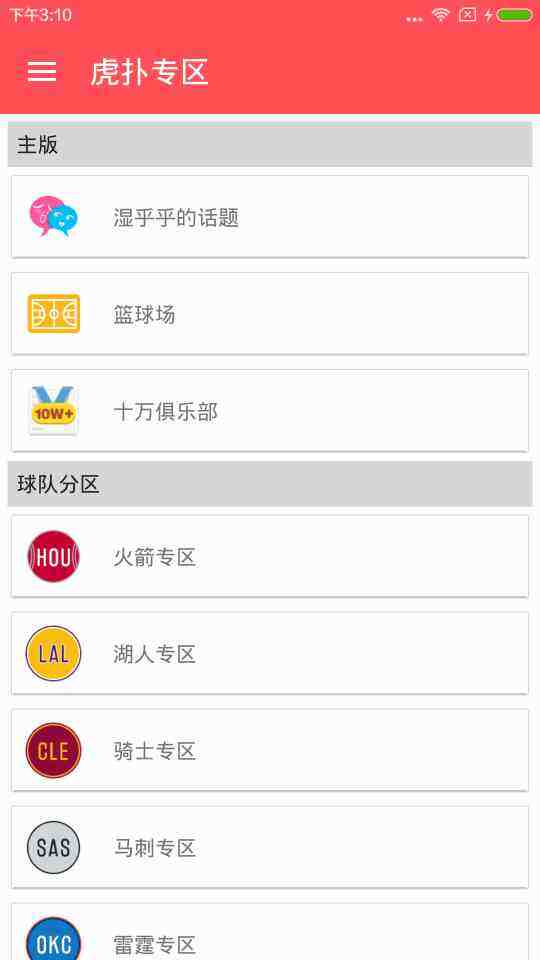 下午3:10
虎扑专区
主版
湿乎乎的话题
篮球场
10W+
十万俱乐部
球队分区
HOU
火箭专区
LAL
湖人专区
CLE
骑士专区
SAS
马刺专区
OKC
雷霆专区